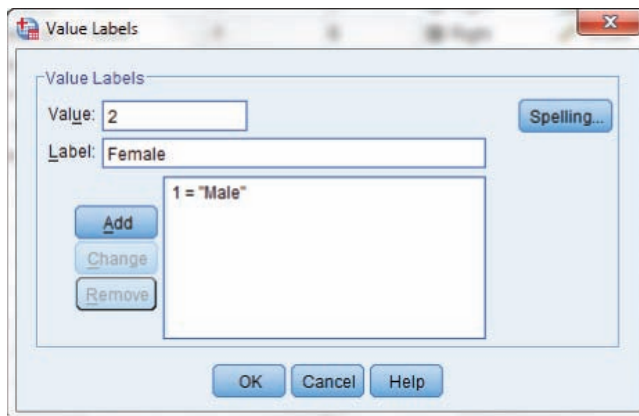 Value Labels
Value Labels
Value: 2
Spelling...
Label: Female
1 = "Male"
Add
Change
Remove
OK Cancel Help